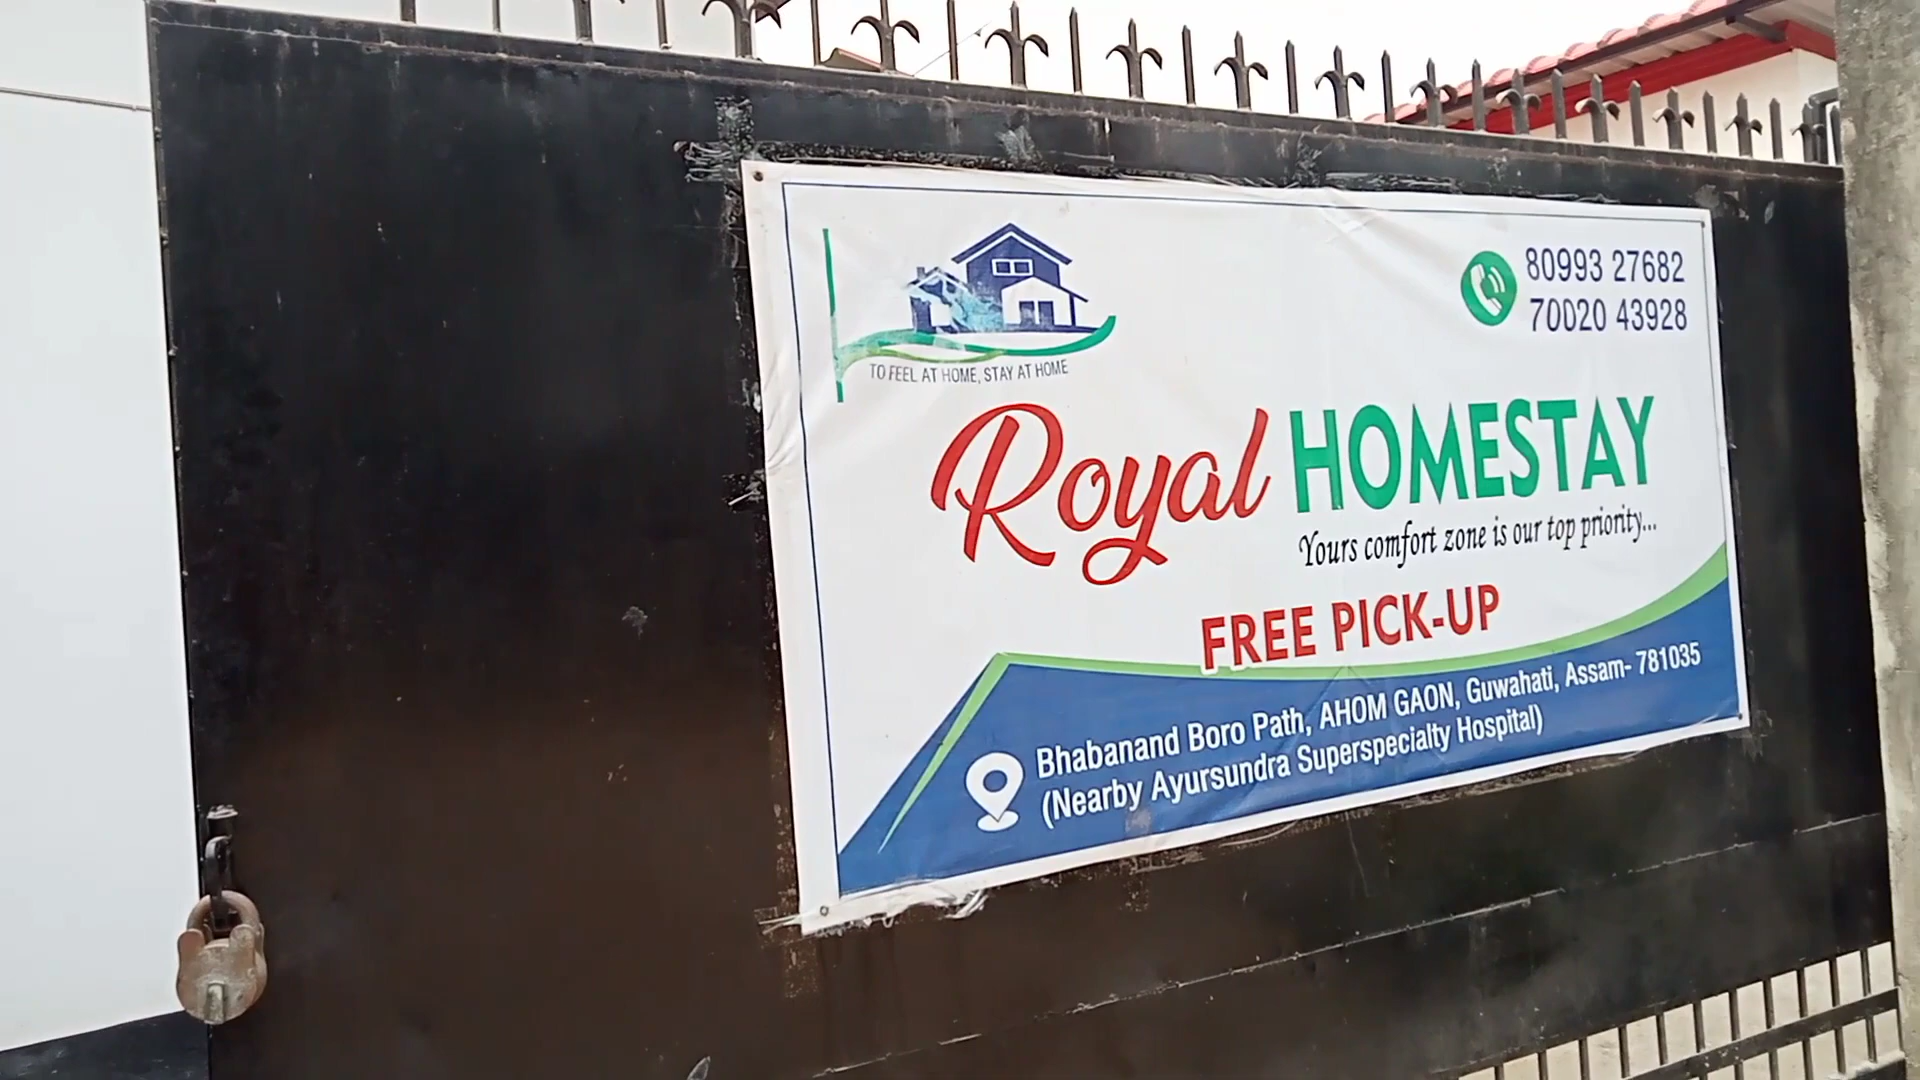 TO FEEL AT HOME, STAY AT HOME
80993 27682
70020 43928
Royal HOMESTAY
Yours comfort zone is our top priority...
FREE PICK-UP
Bhabanand Boro Path, AHOM GAON, Guwahati, Assam- 781035
(Nearby Ayursundra Superspecialty Hospital)